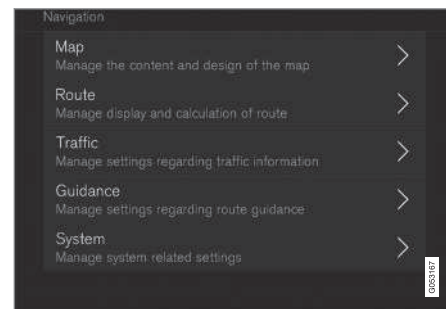 Navigation
Map
Manage the content and design of the map
Route
Manage display and calculation of route
Traffic
Manage settings regarding traffic information
Guidance
Manage settings regarding route guidance
System
Manage system related settings
G053167